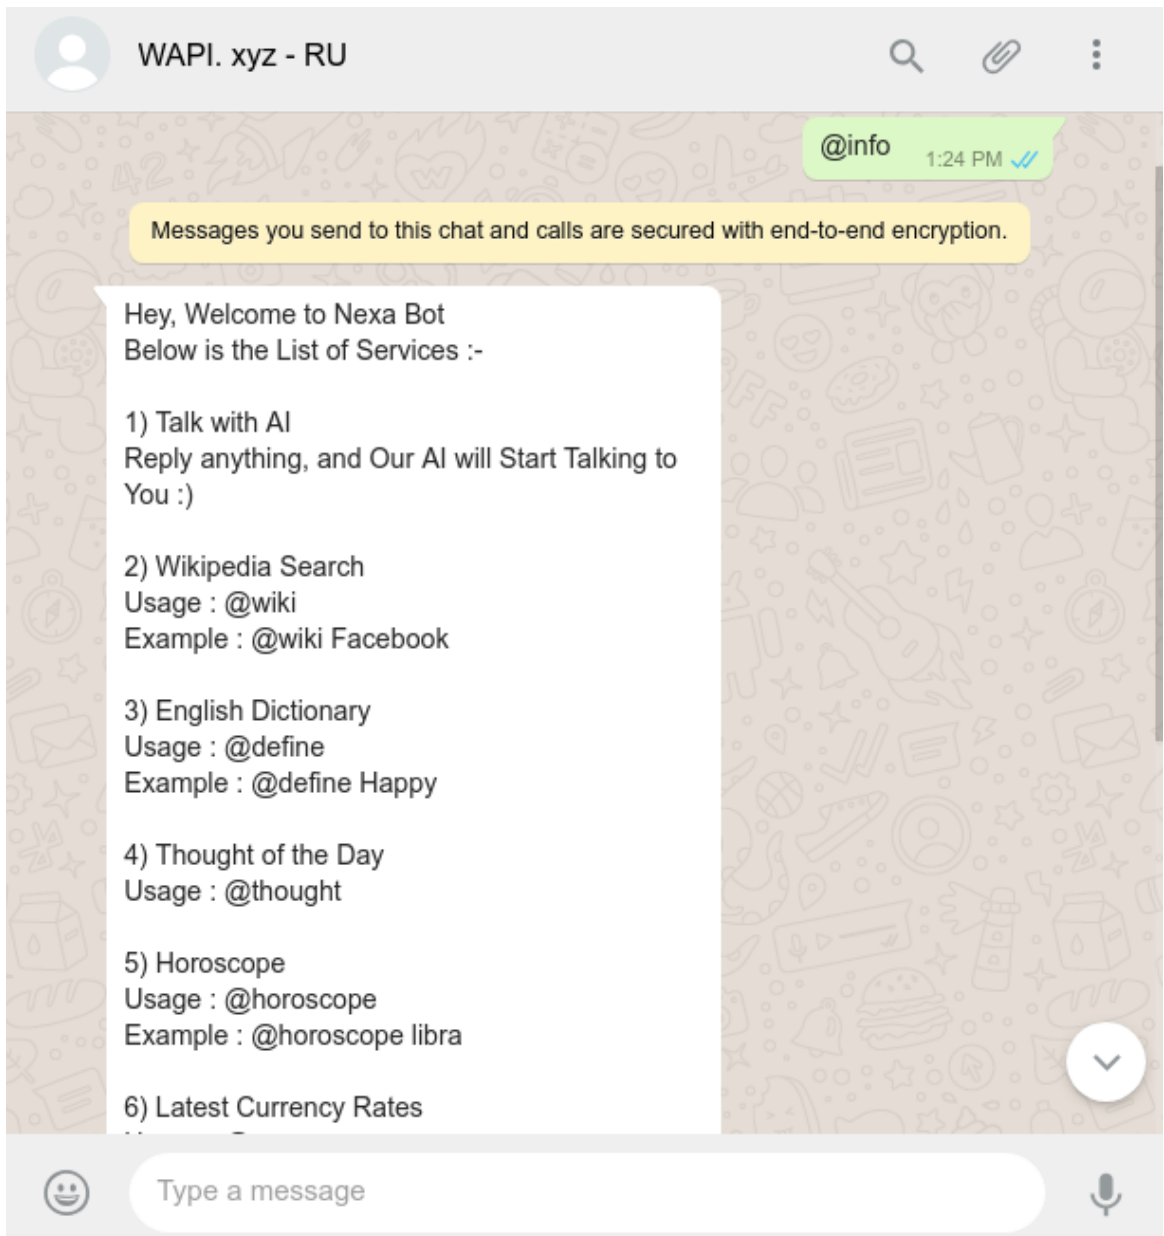 WAPI. xyz - RU
@info
1:24 PM
Messages you send to this chat and calls are secured with end-to-end encryption.
Hey, Welcome to Nexa Bot
Below is the List of Services :-
1) Talk with AI
Reply anything, and Our AI will Start Talking to
You :)
2) Wikipedia Search
Usage : @wiki
Example : @wiki Facebook
3) English Dictionary
Usage : @define
Example : @define Happy
4) Thought of the Day
Usage : @thought
5) Horoscope
Usage : @horoscope
Example : @horoscope libra
6) Latest Currency Rates
Type a message